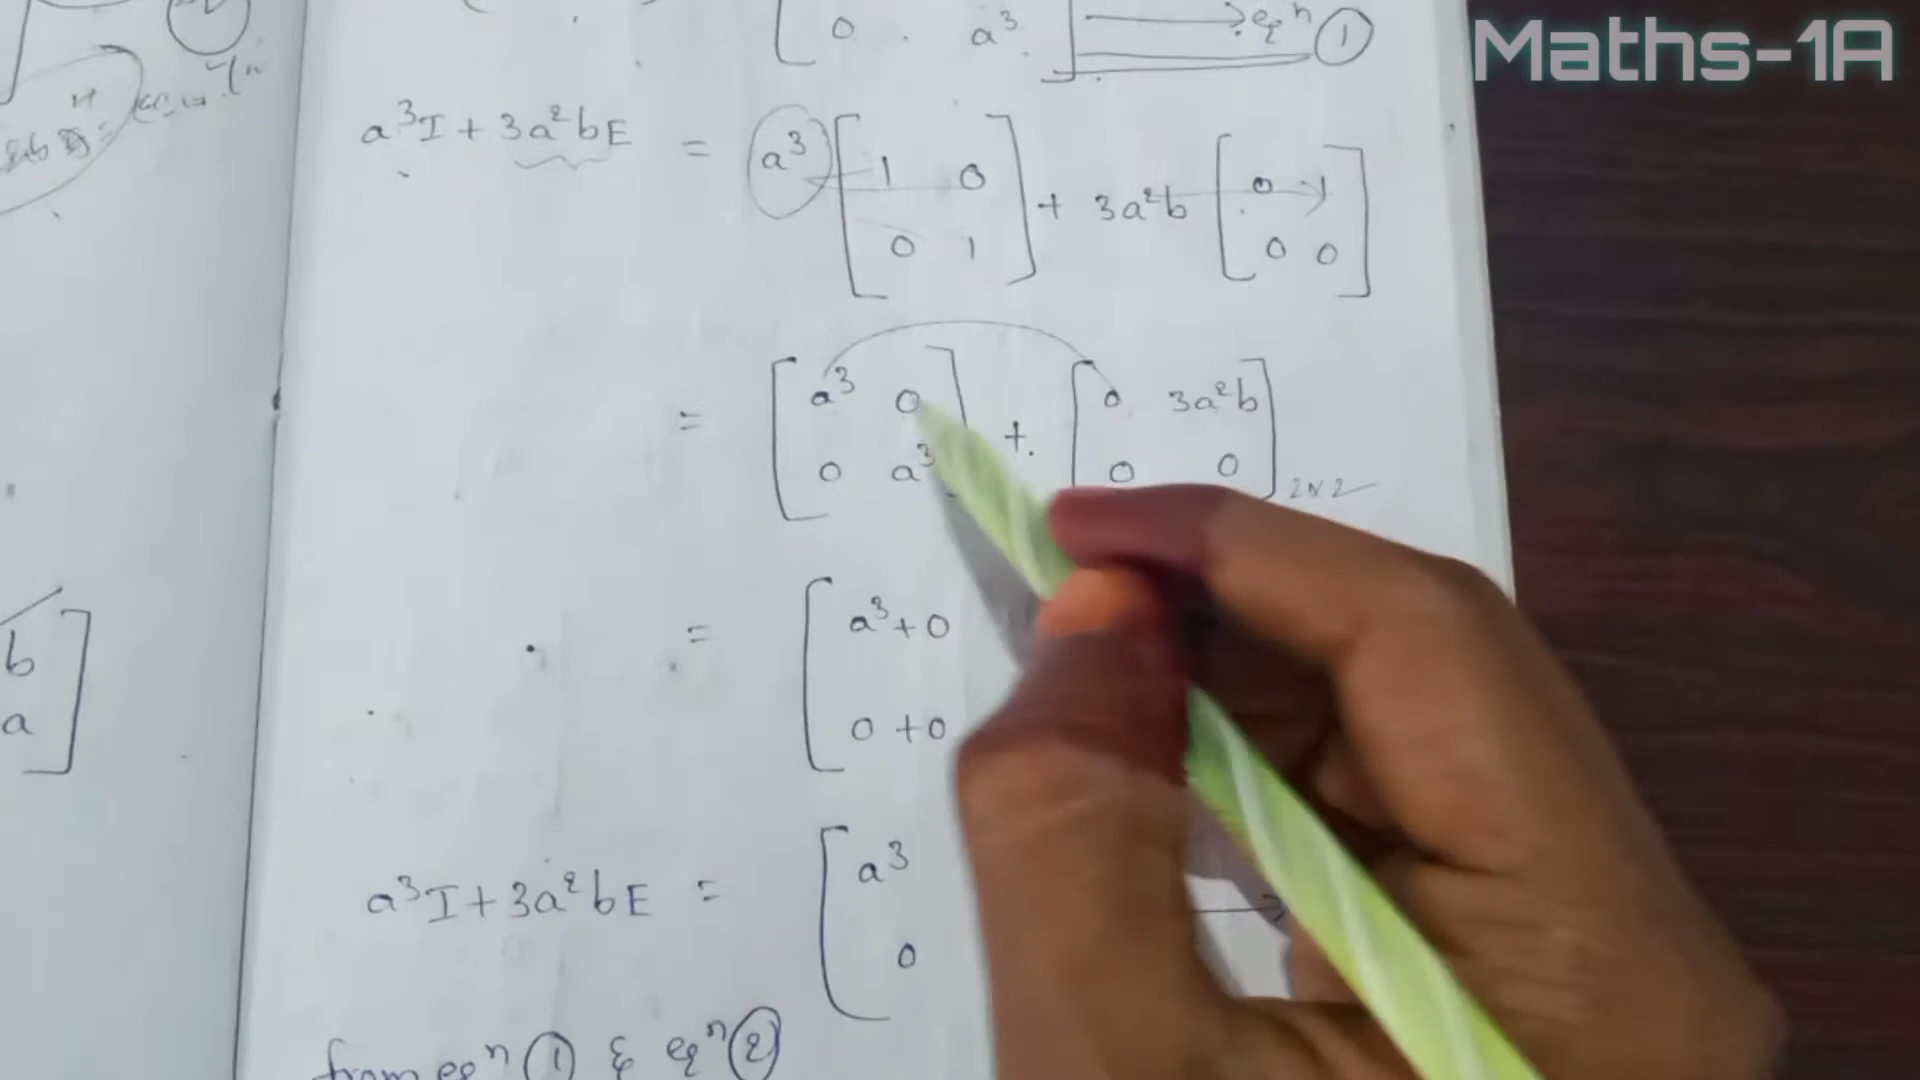 Maths-1A
0 a³ → eqⁿ ①
a³I + 3a²bE = a³ [ 1 0
0 1 ] + 3a²b [ 0 1
0 0 ]
= [ a³ 0
0 a³ ] + [ 0 3a²b
0 0 ] 2×2
= [ a³+0
0+0
a³I + 3a²bE = [ a³
0
from eqⁿ ① & eqⁿ ②
b
a